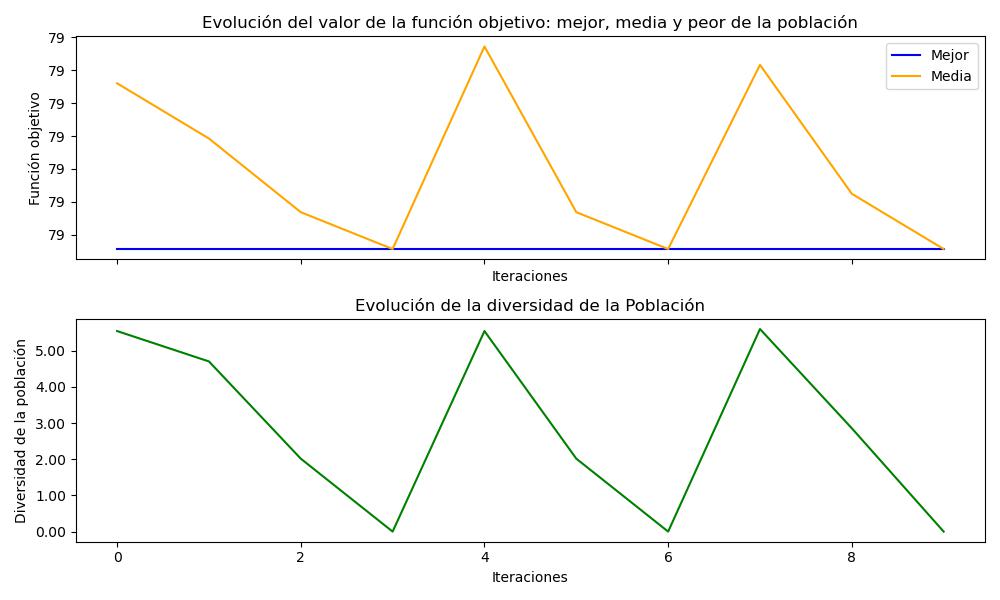 Evolución del valor de la función objetivo: mejor, media y peor de la población
79
79
79
79
79
79
79
Función objetivo
Mejor
Media
Iteraciones
Evolución de la diversidad de la Población
5.00
4.00
3.00
2.00
1.00
0.00
Diversidad de la población
0 2 4 6 8
Iteraciones